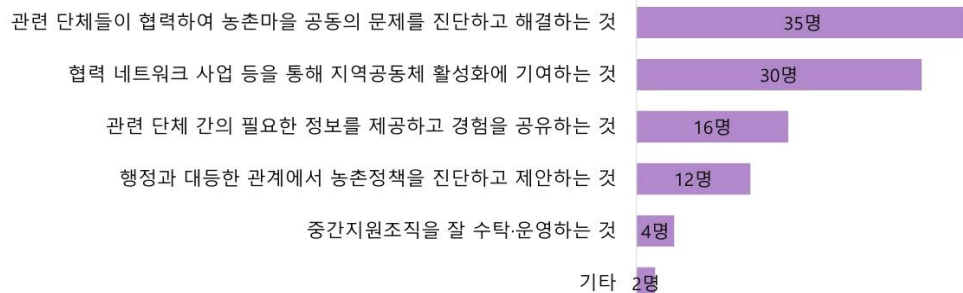 관련 단체들이 협력하여 농촌마을 공동의 문제를 진단하고 해결하는 것 35명
협력 네트워크 사업 등을 통해 지역공동체 활성화에 기여하는 것 30명
관련 단체 간의 필요한 정보를 제공하고 경험을 공유하는 것 16명
행정과 대등한 관계에서 농촌정책을 진단하고 제안하는 것 12명
중간지원조직을 잘 수탁·운영하는 것 4명
기타 2명